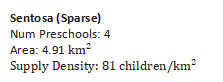 Sentosa (Sparse)
Num Preschools: 4
Area: 4.91 km²
Supply Density: 81 children/km²